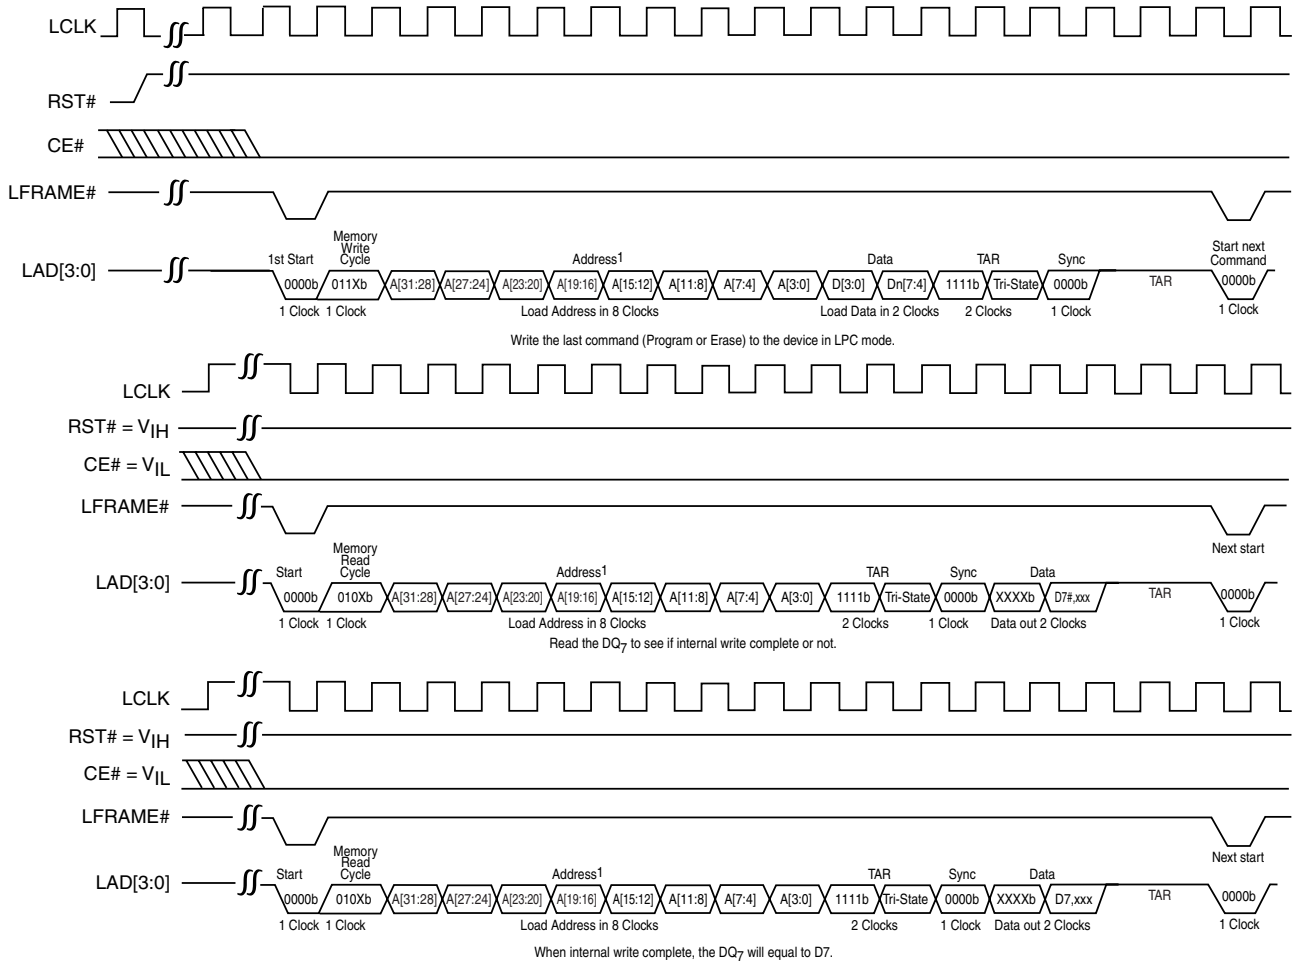 LCLK
RST#
CE#
LFRAME#
LAD[3:0]
1st Start
Memory
Write
Cycle
Address1
Data
TAR
Sync
Start next
Command
0000b 011Xb A[31:28] A[27:24] A[23:20] A[19:16] A[15:12] A[11:8] A[7:4] A[3:0] D[3:0] Dn[7:4] 1111b Tri-State 0000b TAR 0000b
1 Clock 1 Clock Load Address in 8 Clocks Load Data in 2 Clocks 2 Clocks 1 Clock 1 Clock
Write the last command (Program or Erase) to the device in LPC mode.
LCLK
RST# = VIH
CE# = VIL
LFRAME#
Next start
LAD[3:0]
Start
Memory
Read
Cycle
Address1
TAR
Sync
Data
0000b 010Xb A[31:28] A[27:24] A[23:20] A[19:16] A[15:12] A[11:8] A[7:4] A[3:0] 1111b Tri-State 0000b XXXXb D7#,xxx TAR 0000b
1 Clock 1 Clock Load Address in 8 Clocks 2 Clocks 1 Clock Data out 2 Clocks 1 Clock
Read the DQ7 to see if internal write complete or not.
LCLK
RST# = VIH
CE# = VIL
LFRAME#
Next start
LAD[3:0]
Start
Memory
Read
Cycle
Address1
TAR
Sync
Data
0000b 010Xb A[31:28] A[27:24] A[23:20] A[19:16] A[15:12] A[11:8] A[7:4] A[3:0] 1111b Tri-State 0000b XXXXb D7,xxx TAR 0000b
1 Clock 1 Clock Load Address in 8 Clocks 2 Clocks 1 Clock Data out 2 Clocks 1 Clock
When internal write complete, the DQ7 will equal to D7.